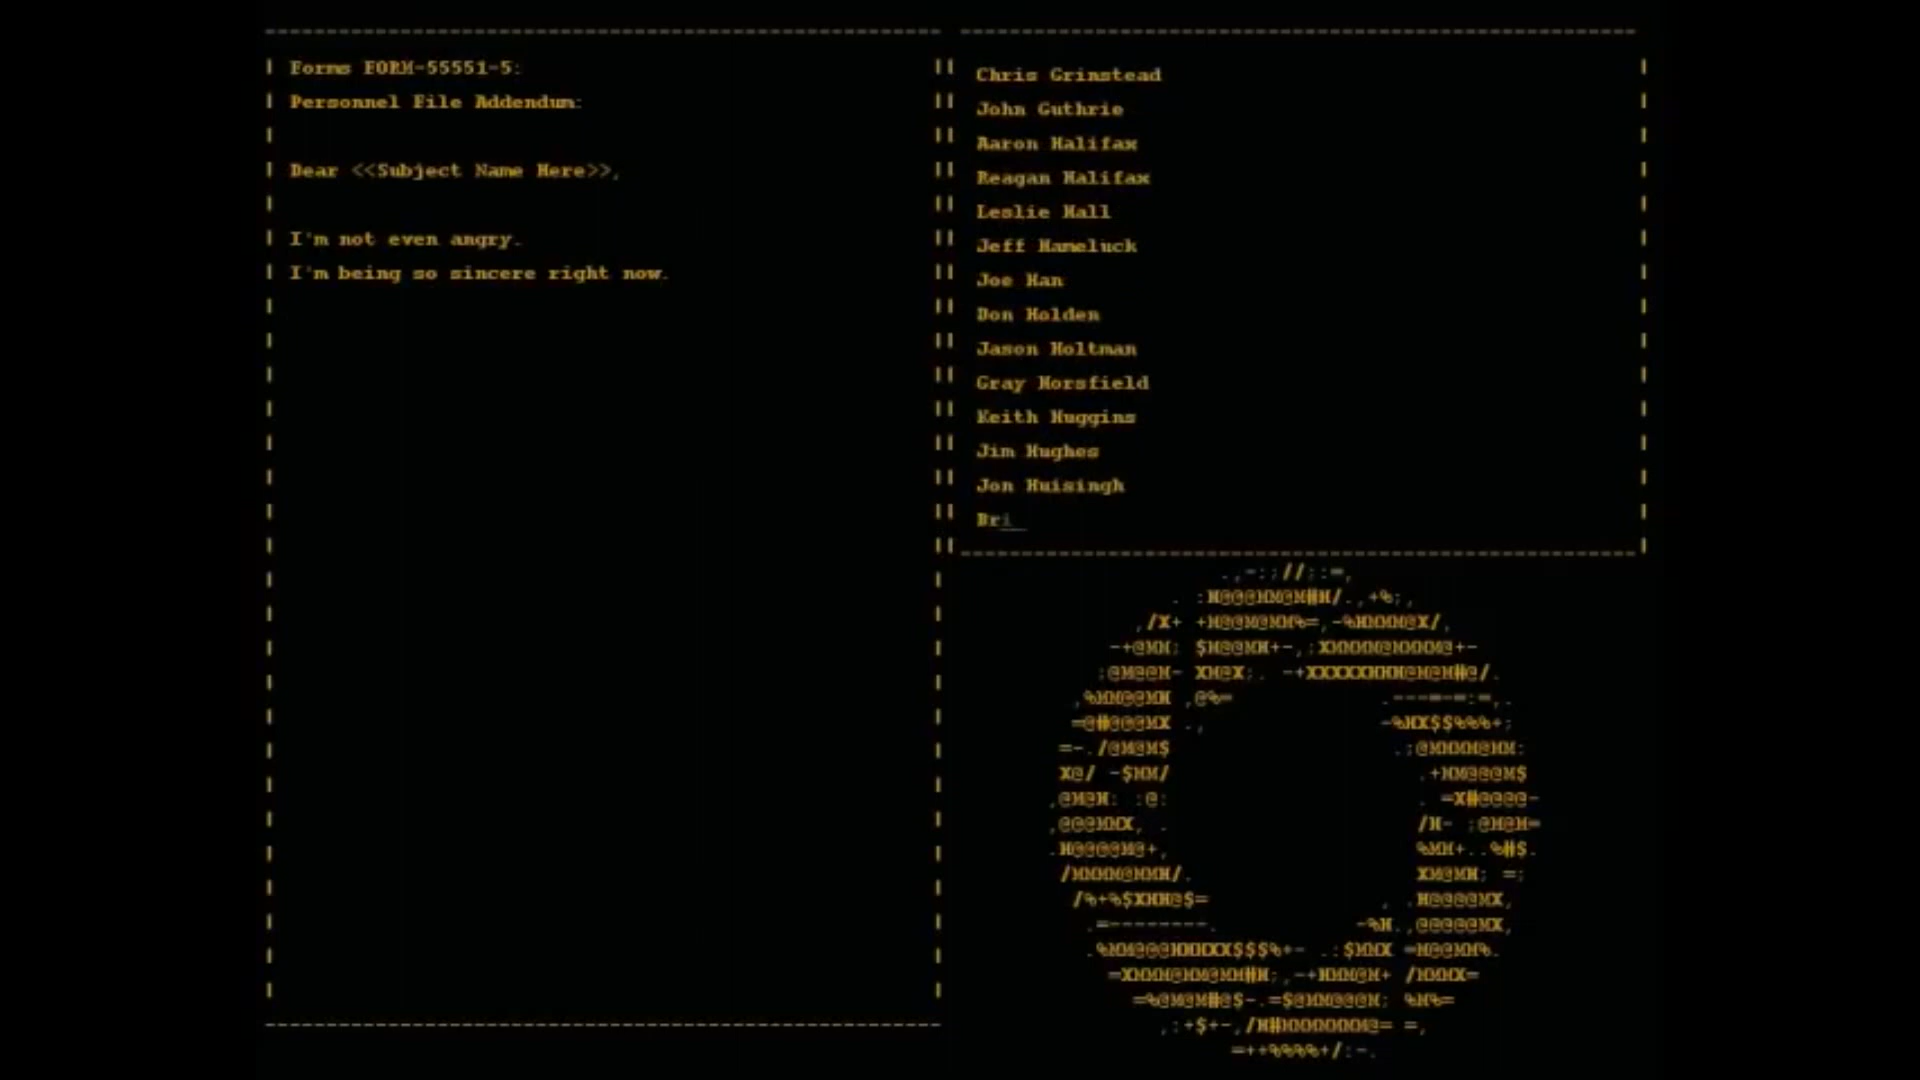 Forms FORM-55551-5:
Personnel File Addendum:
Dear <<Subject Name Here>>,
I'm not even angry.
I'm being so sincere right now.
Chris Grinstead
John Guthrie
Aaron Halifax
Reagan Halifax
Leslie Hall
Jeff Hameluck
Joe Han
Don Holden
Jason Holtman
Gray Horsfield
Keith Huggins
Jim Hughes
Jon Huisingh
Bri_